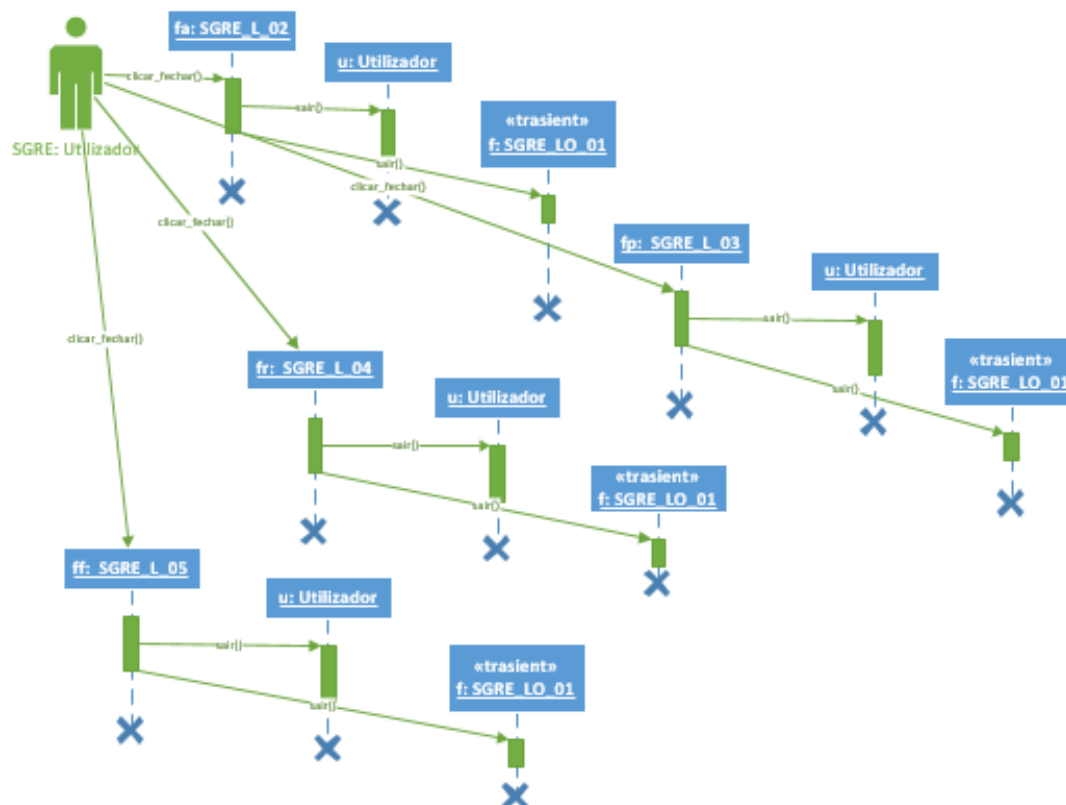 fa: SGRE_L_02
u: Utilizador
clicar_fechar()
sair()
«trasient»
f: SGRE_LO_01
SGRE: Utilizador
sair()
clicar_fechar()
clicar_fechar()
fp: SGRE_L_03
u: Utilizador
sair()
clicar_fechar()
«trasient»
f: SGRE_LO_01
fr: SGRE_L_04
u: Utilizador
sair()
sair()
«trasient»
f: SGRE_LO_01
sair()
ff: SGRE_L_05
u: Utilizador
sair()
«trasient»
f: SGRE_LO_01
sair()